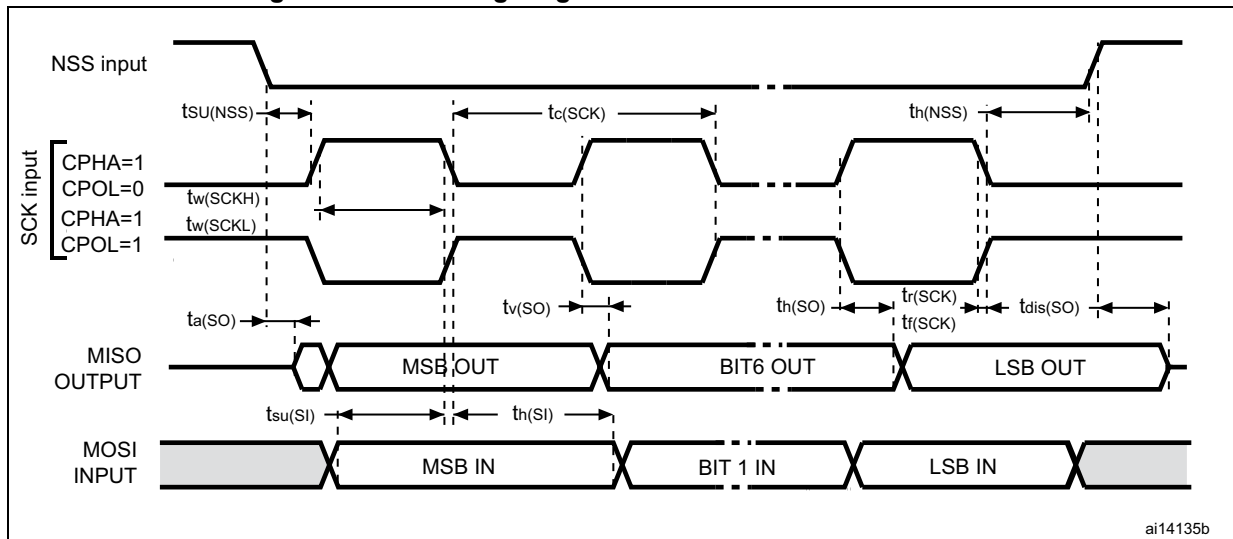 NSS input
tSU(NSS)
tc(SCK)
th(NSS)
SCK input
CPHA=1
CPOL=0
tw(SCKH)
CPHA=1
tw(SCKL)
CPOL=1
ta(SO)
tv(SO)
th(SO)
tr(SCK)
tf(SCK)
tdis(SO)
MISO
OUTPUT
MSB OUT
BIT6 OUT
LSB OUT
tsu(SI)
th(SI)
MOSI
INPUT
MSB IN
BIT 1 IN
LSB IN
ai14135b